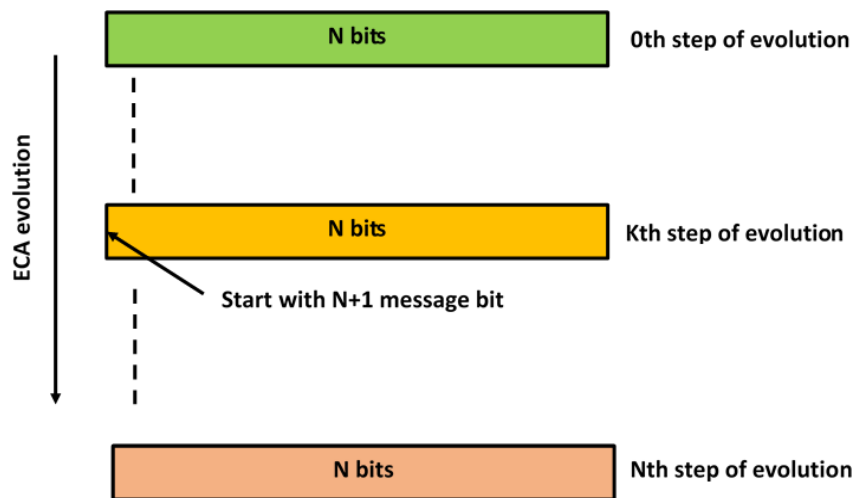 N bits
0th step of evolution
ECA evolution
N bits
Kth step of evolution
Start with N+1 message bit
N bits
Nth step of evolution